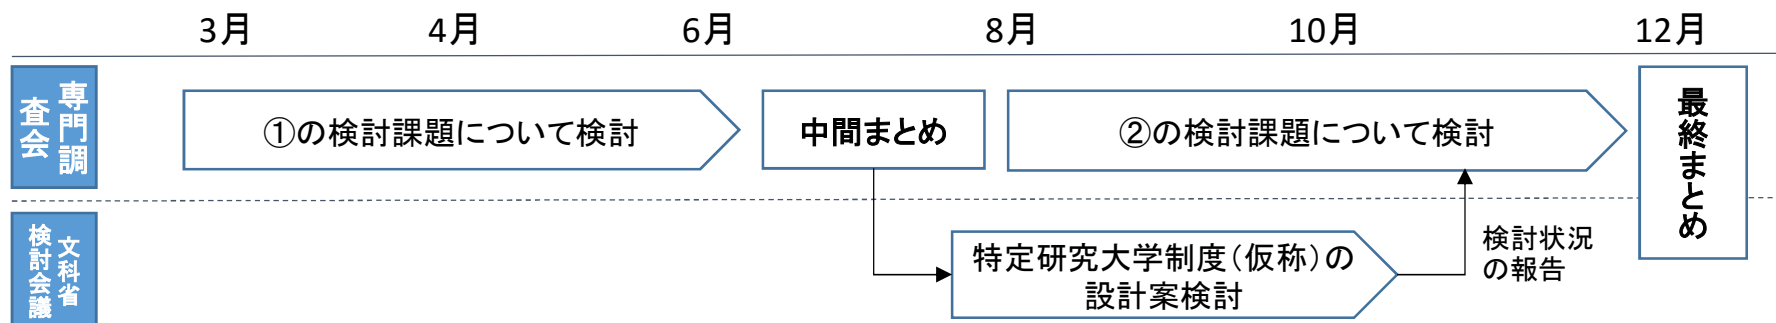 3月 4月 6月 8月 10月 12月
専門調
査会
①の検討課題について検討
中間まとめ
②の検討課題について検討
最終まとめ
文科省
検討会議
特定研究大学制度(仮称)の
設計案検討
検討状況
の報告